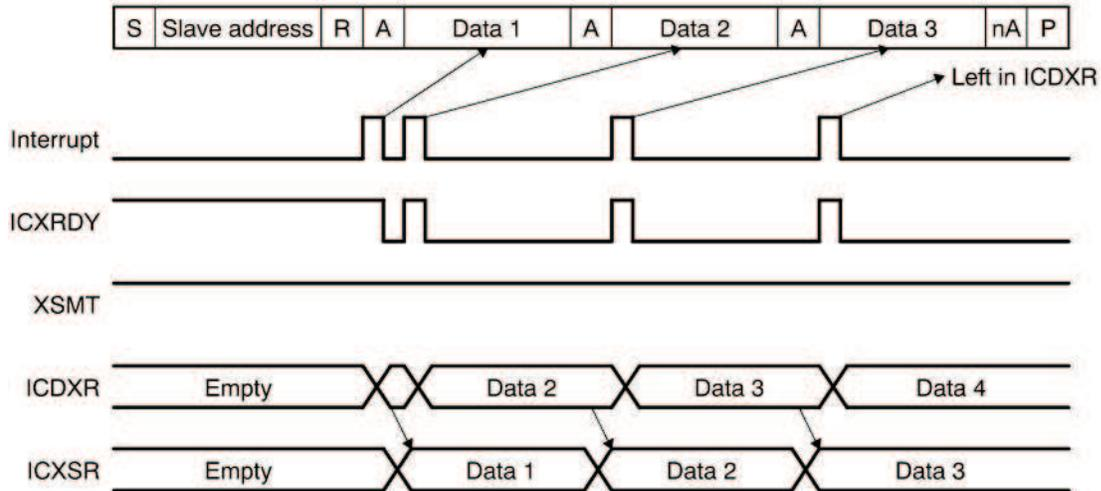 S Slave address R A Data 1 A Data 2 A Data 3 nA P
Left in ICDXR
Interrupt
ICXRDY
XSMT
ICDXR Empty Data 2 Data 3 Data 4
ICXSR Empty Data 1 Data 2 Data 3